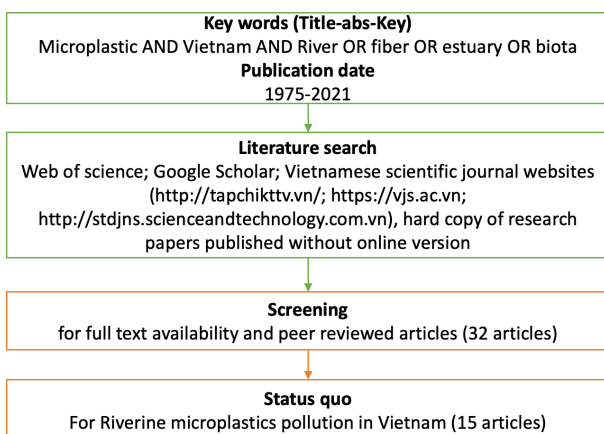 Key words (Title-abs-Key)
Microplastic AND Vietnam AND River OR fiber OR estuary OR biota
Publication date
1975-2021
Literature search
Web of science; Google Scholar; Vietnamese scientific journal websites
(http://tapchikttv.vn/; https://vjs.ac.vn;
http://stdjns.scienceandtechnology.com.vn), hard copy of research
papers published without online version
Screening
for full text availability and peer reviewed articles (32 articles)
Status quo
For Riverine microplastics pollution in Vietnam (15 articles)